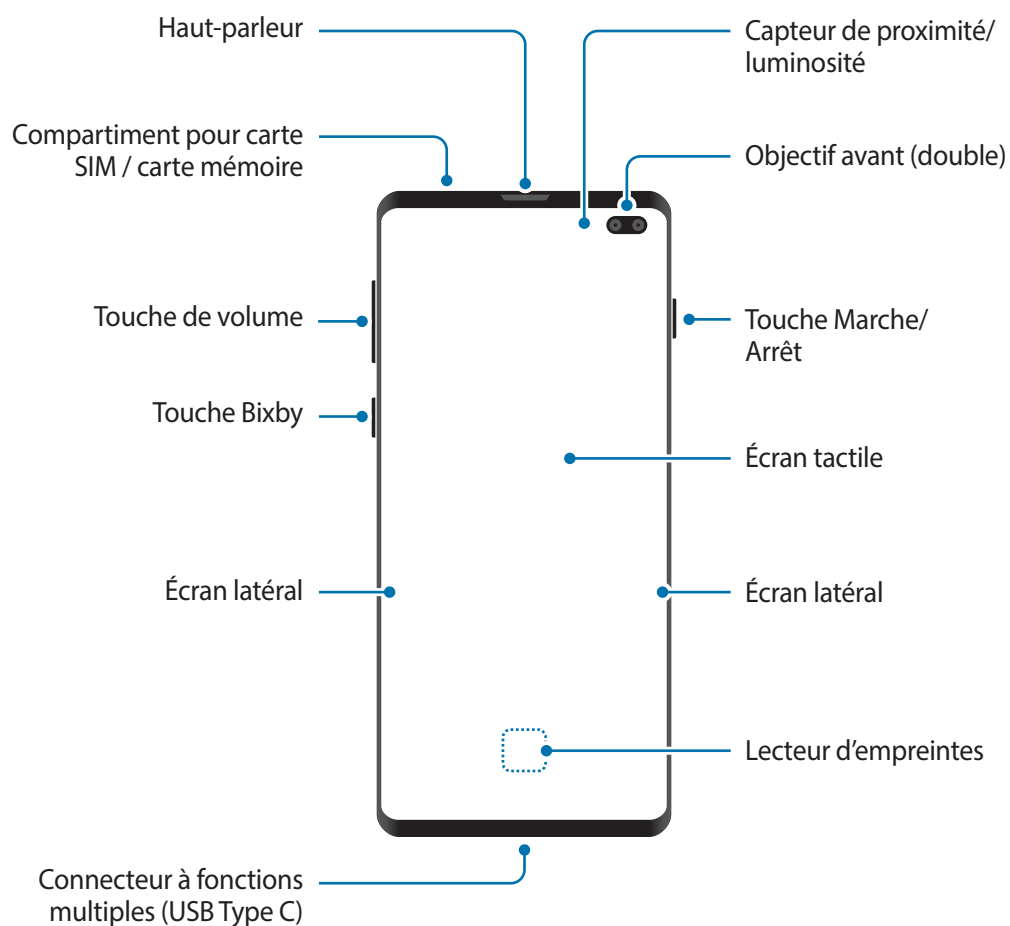 Haut-parleur
Capteur de proximité/
luminosité
Compartiment pour carte
SIM / carte mémoire
Objectif avant (double)
Touche de volume
Touche Marche/
Arrêt
Touche Bixby
Écran tactile
Écran latéral
Écran latéral
Lecteur d’empreintes
Connecteur à fonctions
multiples (USB Type C)